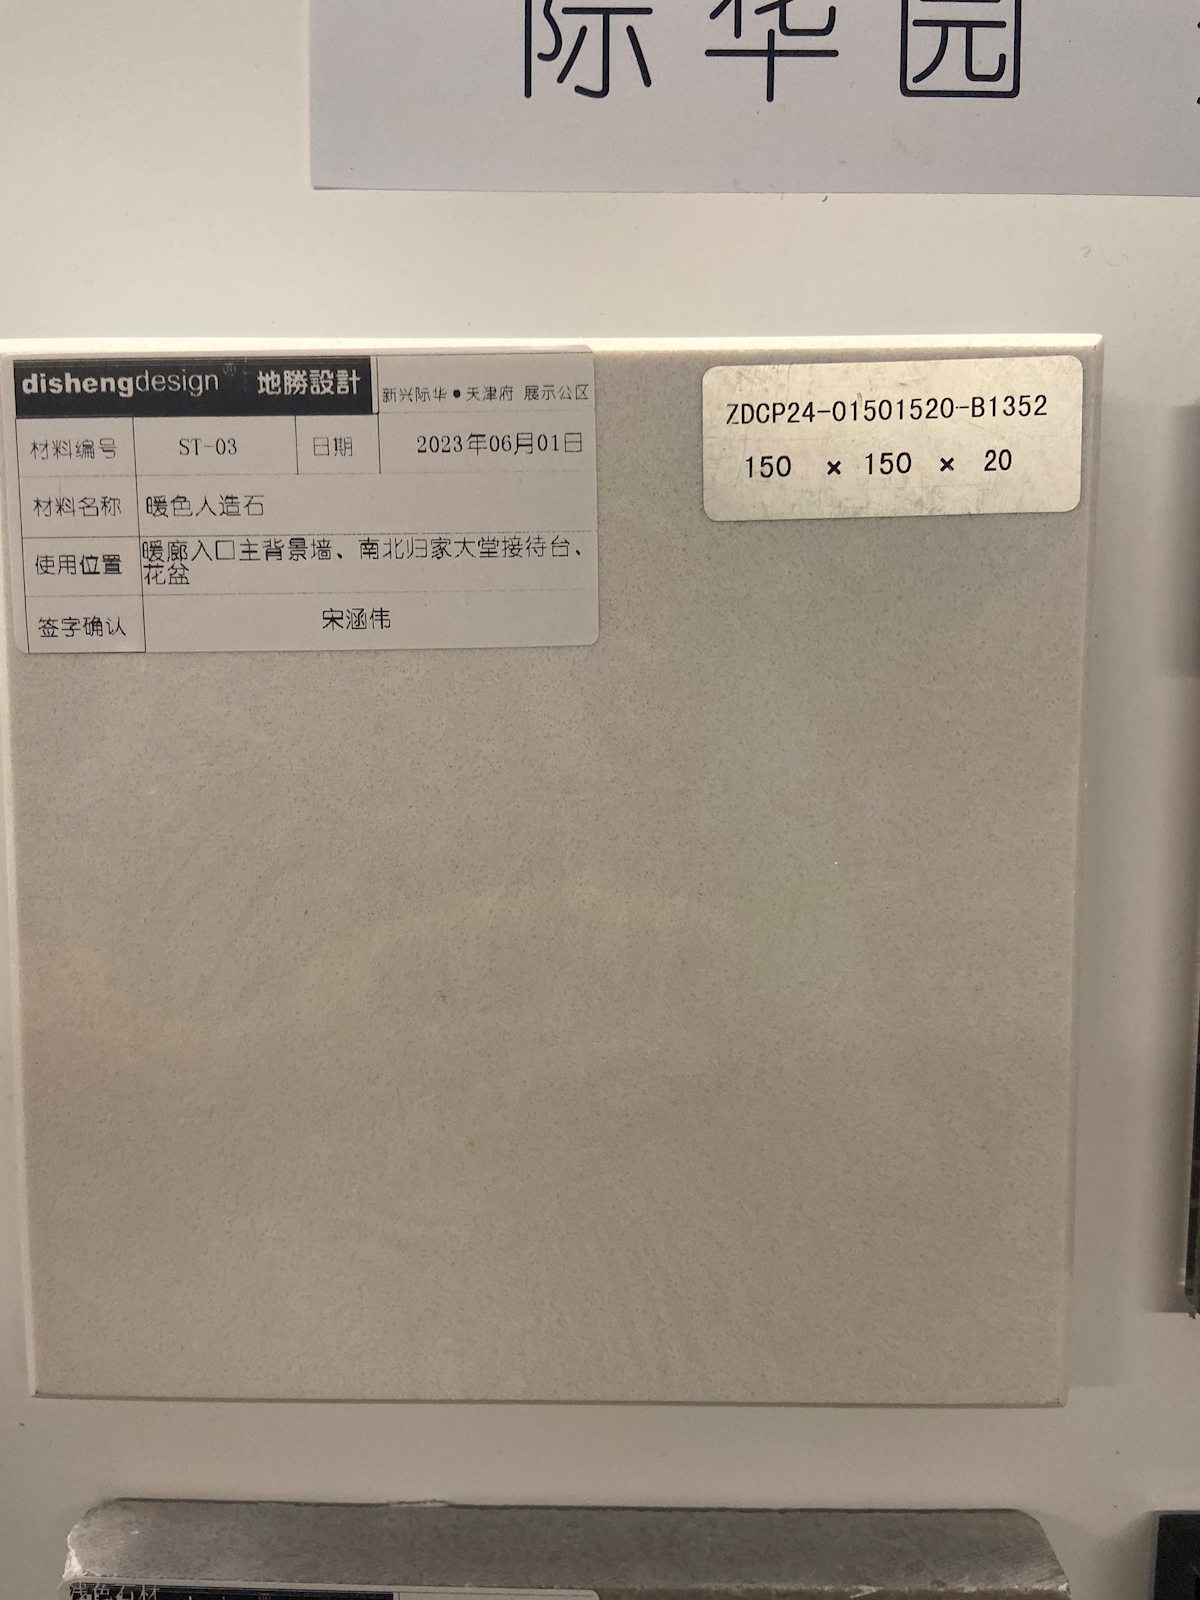 际华园
dishengdesign® 地勝設計 新兴际华●天津府 展示公区
材料编号 ST-03 日期 2023年06月01日
材料名称 暖色人造石
使用位置 暖廊入口主背景墙、南北归家大堂接待台、
花盆
签字确认 宋涵伟
ZDCP24-01501520-B1352
150 × 150 × 20
浅色石材